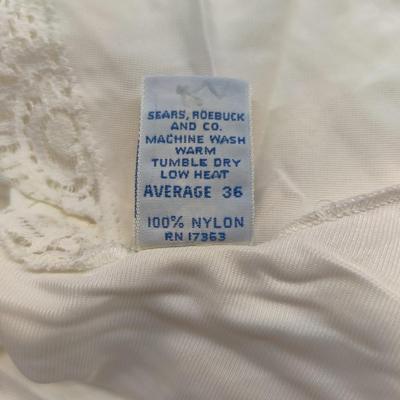 SEARS, ROEBUCK
AND CO.
MACHINE WASH
WARM
TUMBLE DRY
LOW HEAT
AVERAGE 36
100% NYLON
RN 17363